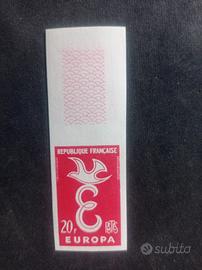 REPUBLIQUE FRANÇAISE
20F
EUROPA
subito